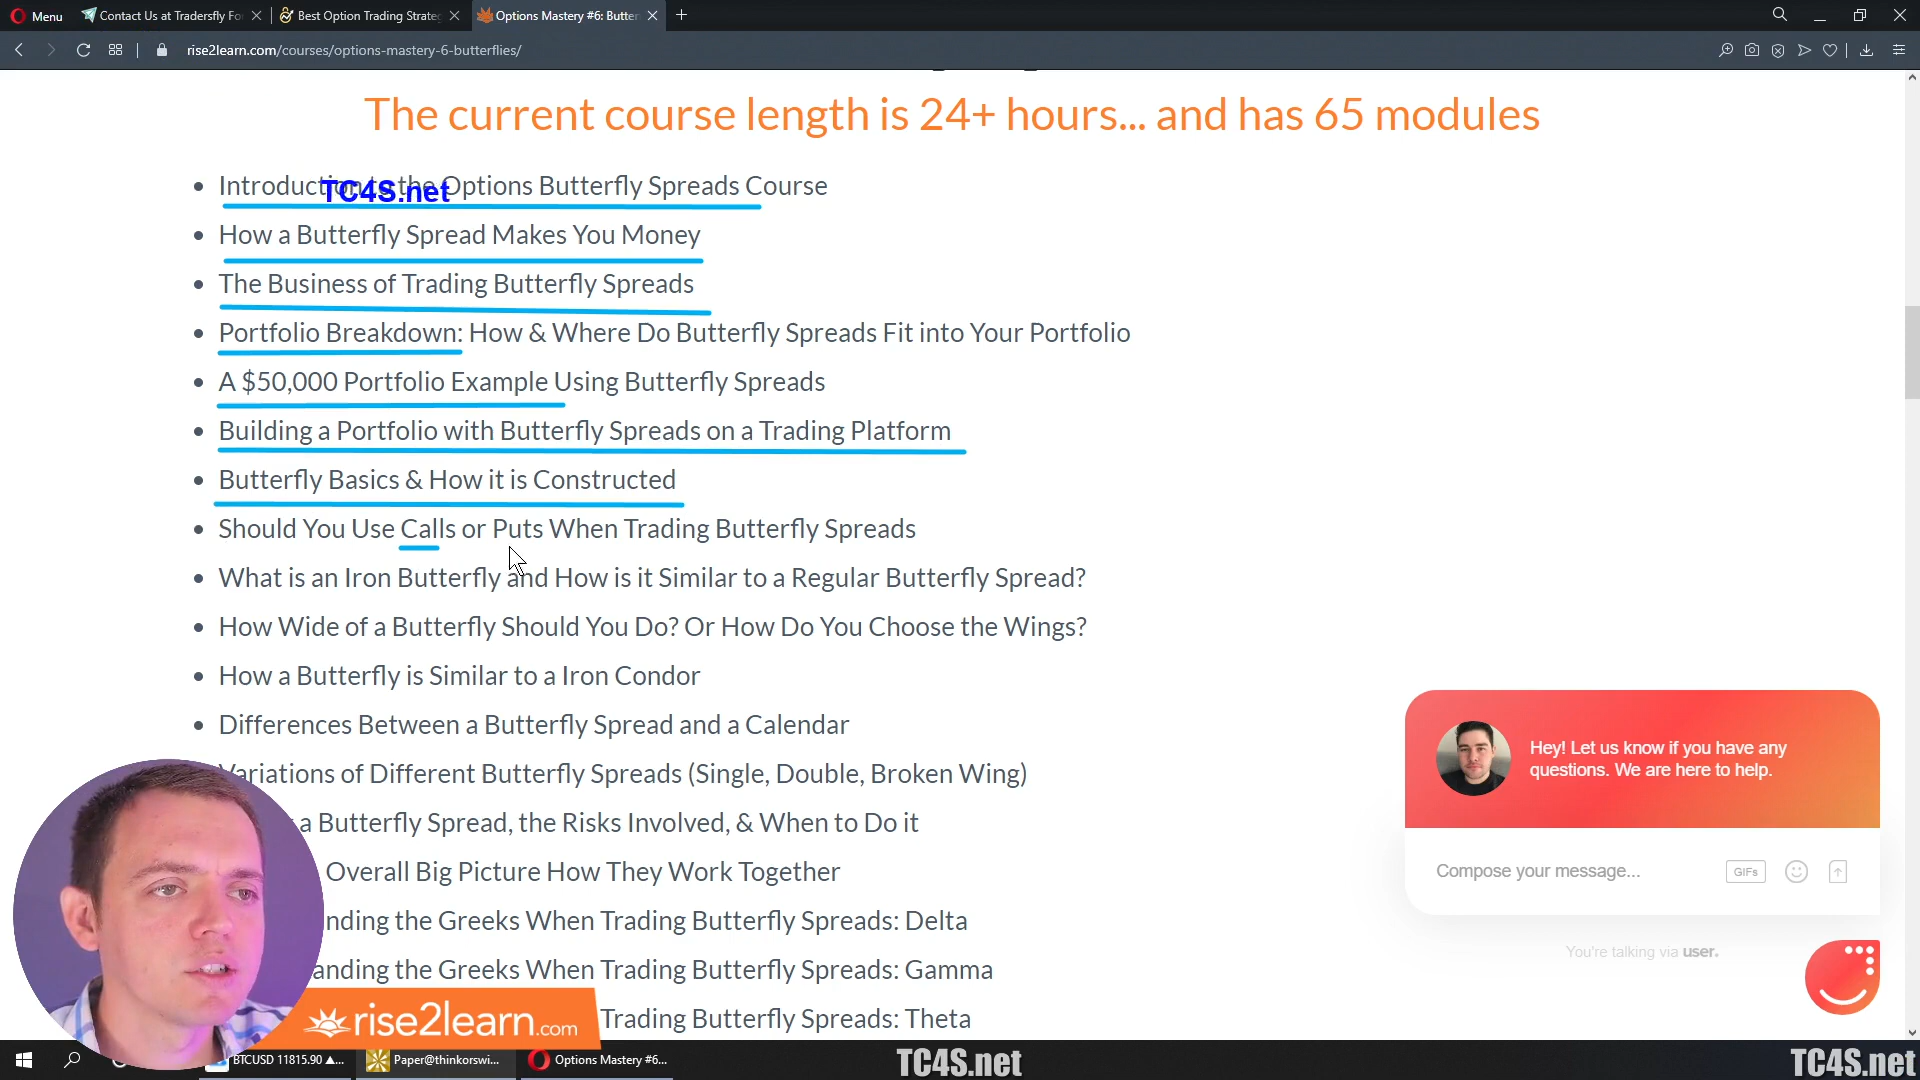 Menu
Contact Us at Tradersfly Fo
Best Option Trading Strate
Options Mastery #6: Butter
rise2learn.com/courses/options-mastery-6-butterflies/
The current course length is 24+ hours... and has 65 modules
Introduction to the Options Butterfly Spreads Course
TC4S.net
How a Butterfly Spread Makes You Money
The Business of Trading Butterfly Spreads
Portfolio Breakdown: How & Where Do Butterfly Spreads Fit into Your Portfolio
A $50,000 Portfolio Example Using Butterfly Spreads
Building a Portfolio with Butterfly Spreads on a Trading Platform
Butterfly Basics & How it is Constructed
Should You Use Calls or Puts When Trading Butterfly Spreads
What is an Iron Butterfly and How is it Similar to a Regular Butterfly Spread?
How Wide of a Butterfly Should You Do? Or How Do You Choose the Wings?
How a Butterfly is Similar to a Iron Condor
Differences Between a Butterfly Spread and a Calendar
Variations of Different Butterfly Spreads (Single, Double, Broken Wing)
a Butterfly Spread, the Risks Involved, & When to Do it
Overall Big Picture How They Work Together
nding the Greeks When Trading Butterfly Spreads: Delta
anding the Greeks When Trading Butterfly Spreads: Gamma
Trading Butterfly Spreads: Theta
Hey! Let us know if you have any
questions. We are here to help.
Compose your message...
GIFs
You're talking via user.
rise2learn.com
BTCUSD 11815.90 ▲...
Paper@thinkorswi...
Options Mastery #6...
TC4S.net
TC4S.net